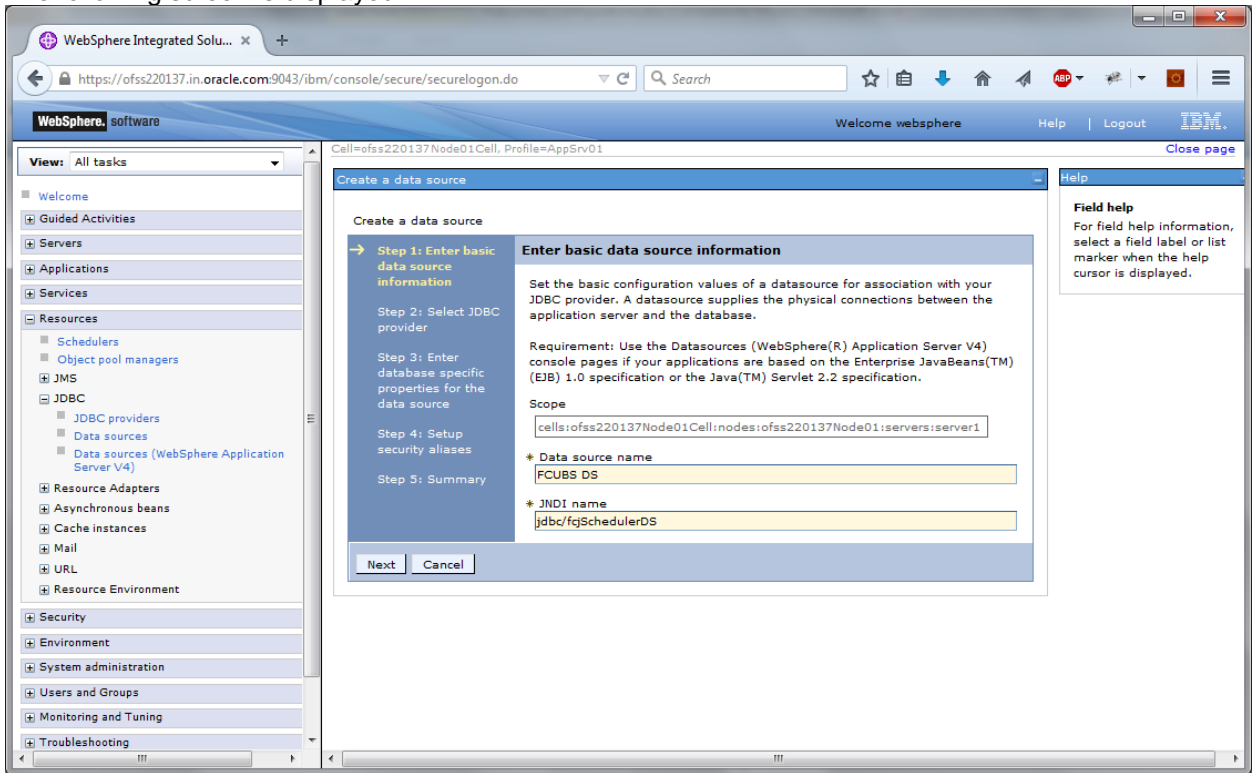 WebSphere Integrated Solu... × +
https://ofss220137.in.oracle.com:9043/ibm/console/secure/securelogon.do
Search
ABP
WebSphere. software
Welcome websphere
Help | Logout
IBM.
View: All tasks
Welcome
Guided Activities
Servers
Applications
Services
Resources
Schedulers
Object pool managers
JMS
JDBC
JDBC providers
Data sources
Data sources (WebSphere Application
Server V4)
Resource Adapters
Asynchronous beans
Cache instances
Mail
URL
Resource Environment
Security
Environment
System administration
Users and Groups
Monitoring and Tuning
Troubleshooting
Cell=ofss220137Node01Cell, Profile=AppSrv01
Close page
Create a data source
Create a data source
Step 1: Enter basic
data source
information
Step 2: Select JDBC
provider
Step 3: Enter
database specific
properties for the
data source
Step 4: Setup
security aliases
Step 5: Summary
Enter basic data source information
Set the basic configuration values of a datasource for association with your
JDBC provider. A datasource supplies the physical connections between the
application server and the database.
Requirement: Use the Datasources (WebSphere(R) Application Server V4)
console pages if your applications are based on the Enterprise JavaBeans(TM)
(EJB) 1.0 specification or the Java(TM) Servlet 2.2 specification.
Scope
cells:ofss220137Node01Cell:nodes:ofss220137Node01:servers:server1
* Data source name
FCUBS DS
* JNDI name
jdbc/fcjSchedulerDS
Next Cancel
Help
Field help
For field help information,
select a field label or list
marker when the help
cursor is displayed.